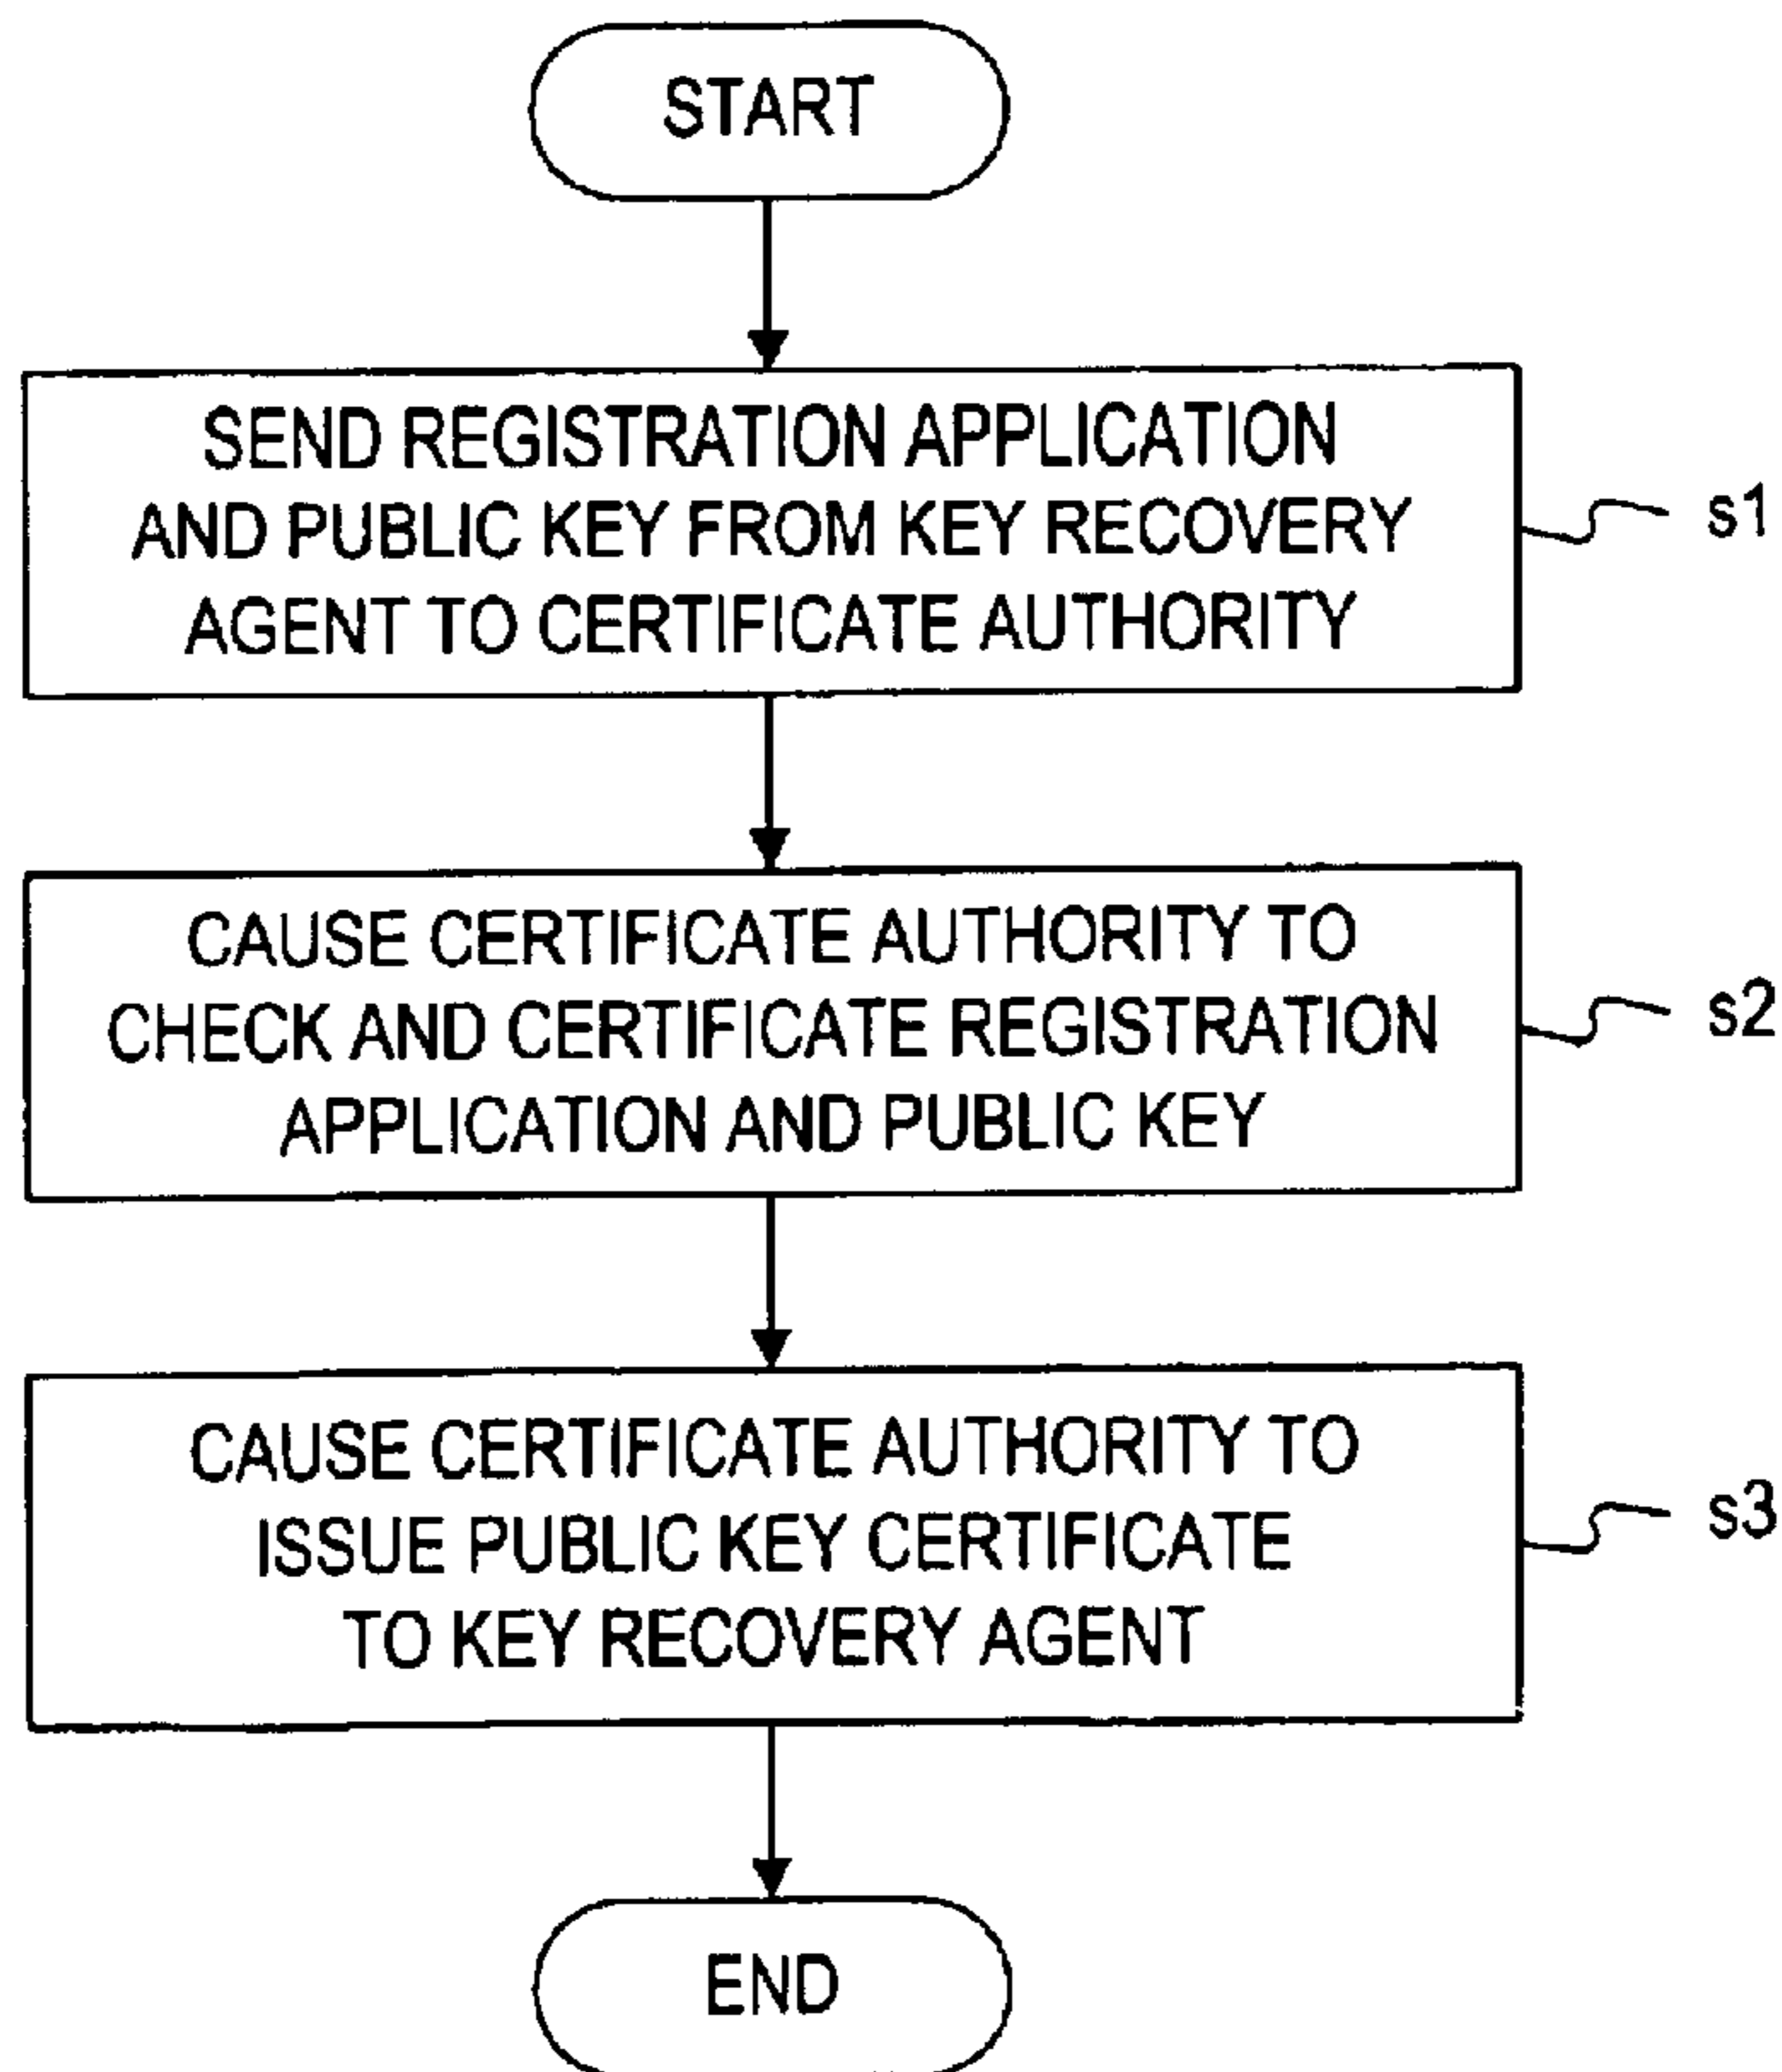 START
SEND REGISTRATION APPLICATION
AND PUBLIC KEY FROM KEY RECOVERY
AGENT TO CERTIFICATE AUTHORITY
s1
CAUSE CERTIFICATE AUTHORITY TO
CHECK AND CERTIFICATE REGISTRATION
APPLICATION AND PUBLIC KEY
s2
CAUSE CERTIFICATE AUTHORITY TO
ISSUE PUBLIC KEY CERTIFICATE
TO KEY RECOVERY AGENT
s3
END